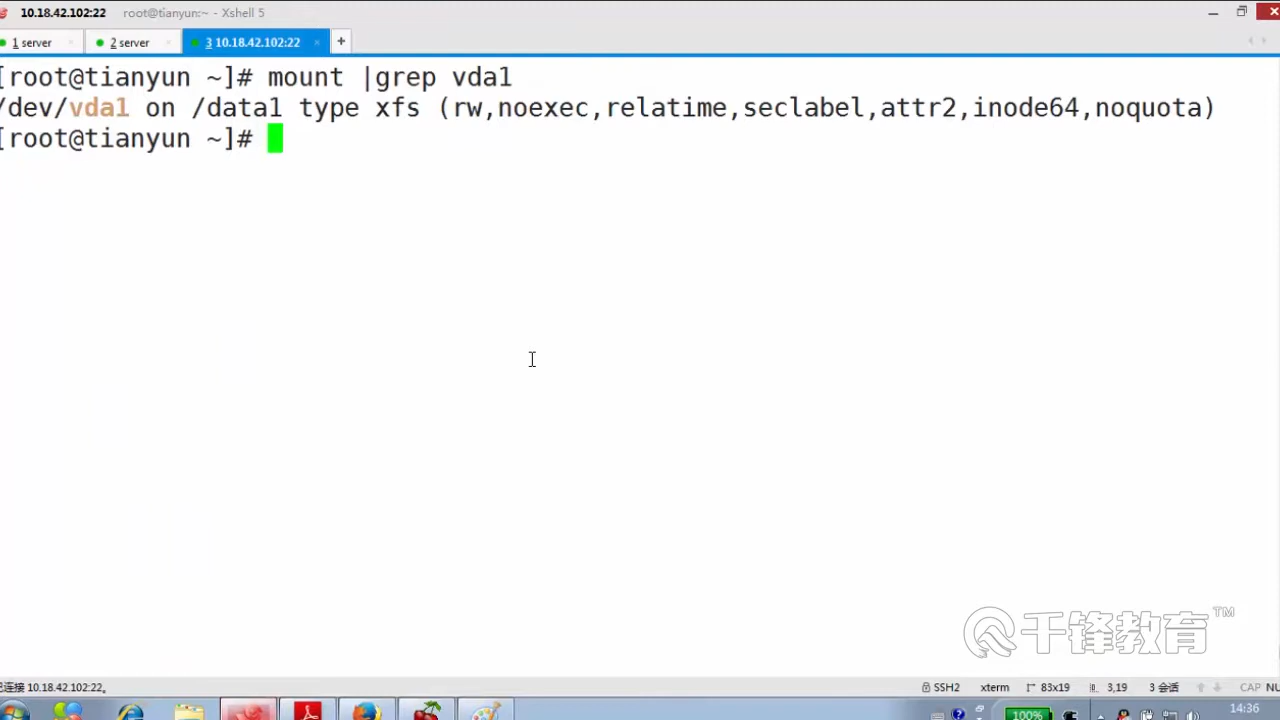 10.18.42.102:22 root@tianyun:~ - Xshell 5
1 server 2 server 3 10.18.42.102:22 × +
[root@tianyun ~]# mount |grep vda1
/dev/vda1 on /data1 type xfs (rw,noexec,relatime,seclabel,attr2,inode64,noquota)
[root@tianyun ~]#
千锋教育™
连接 10.18.42.102:22。 SSH2 xterm 83x19 3,19 3 会话 CAP NU
100% 14:36